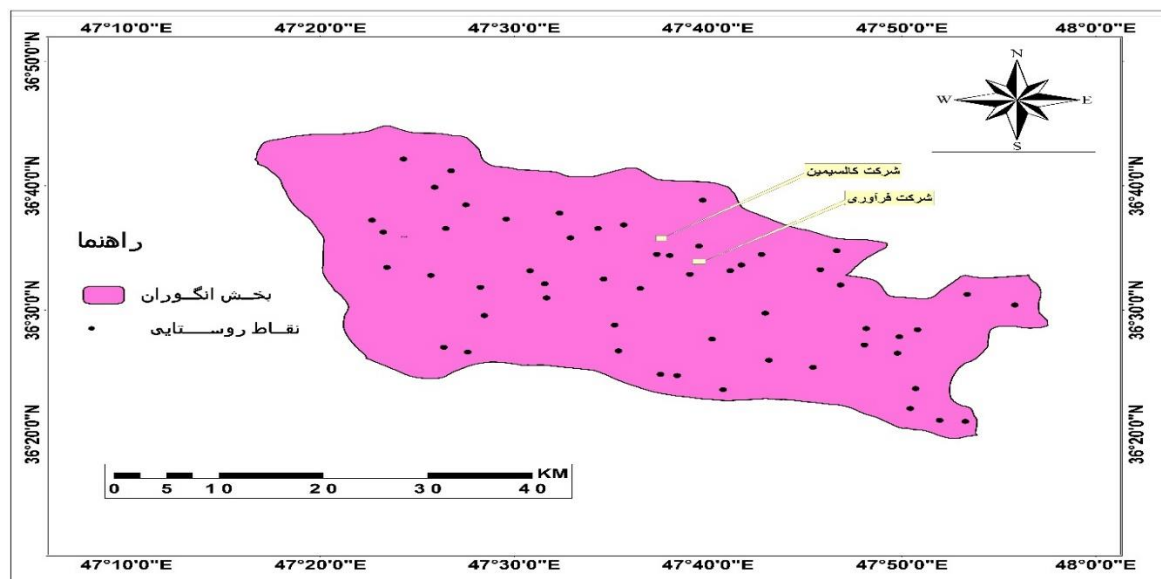 47°10'0"E 47°20'0"E 47°30'0"E 47°40'0"E 47°50'0"E 48°0'0"E
36°50'0"N 36°50'0"N
N
W E
S
36°40'0"N 36°40'0"N
شرکت کالسیمین
شرکت فرآوری
راهنما
بخش انگوران
نقاط روستایی
36°30'0"N 36°30'0"N
36°20'0"N 36°20'0"N
KM
0 5 10 20 30 40
47°10'0"E 47°20'0"E 47°30'0"E 47°40'0"E 47°50'0"E 48°0'0"E